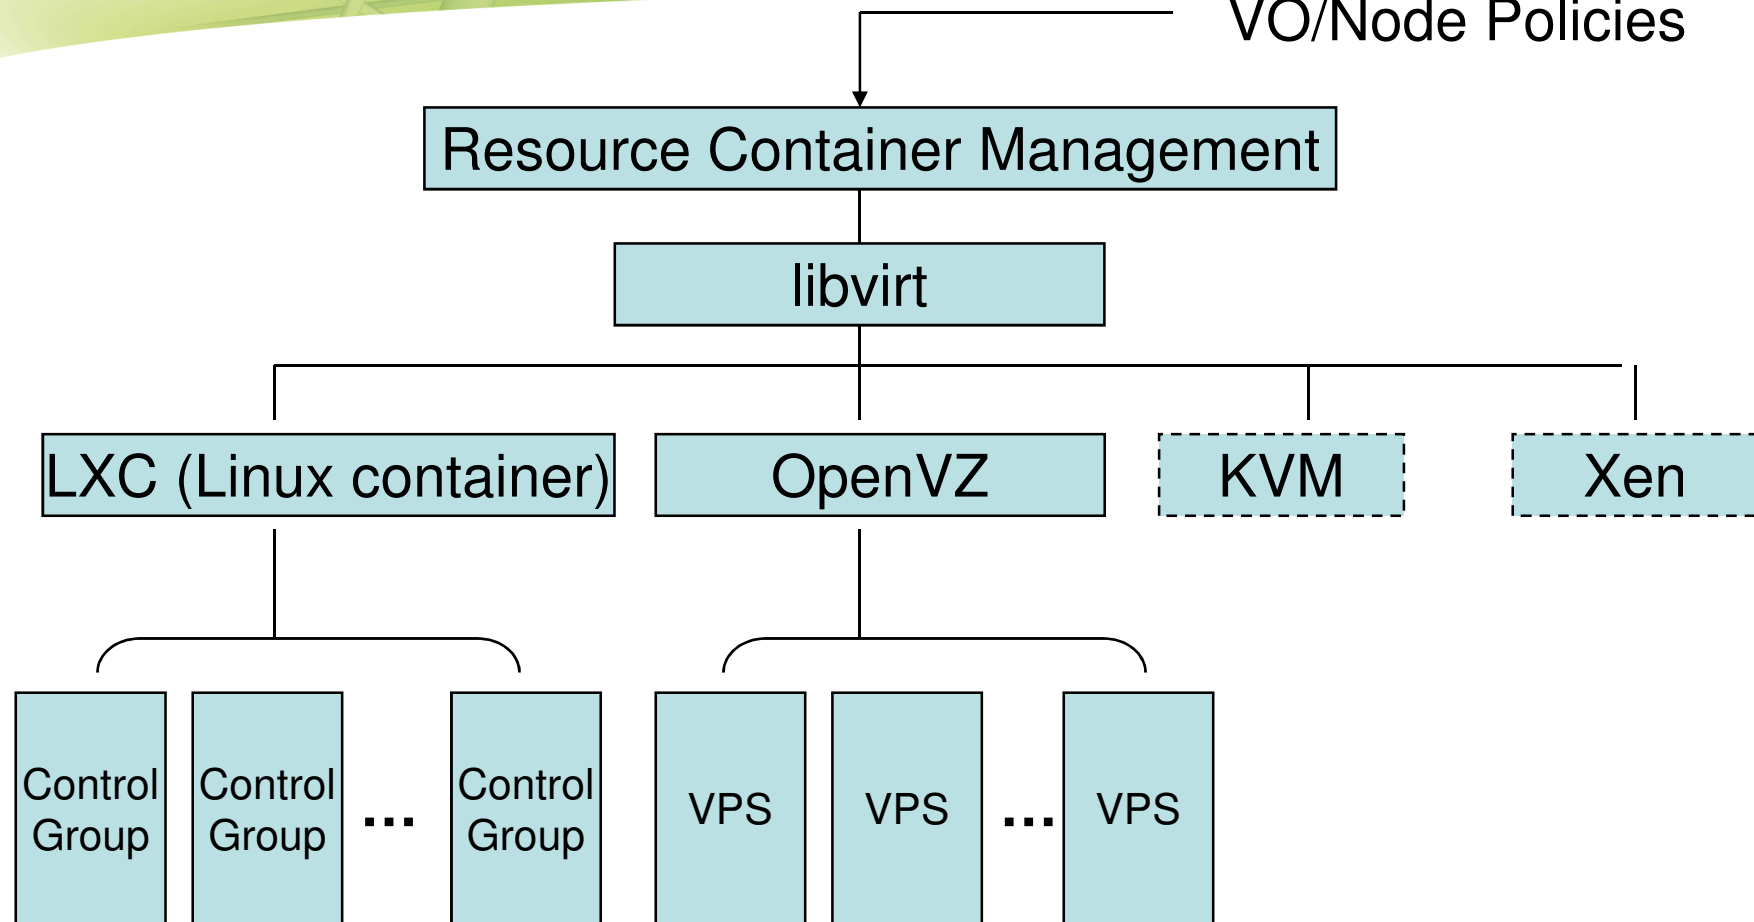 VO/Node Policies
Resource Container Management
libvirt
LXC (Linux container)
OpenVZ
KVM
Xen
Control
Group
Control
Group
...
Control
Group
VPS
VPS
...
VPS